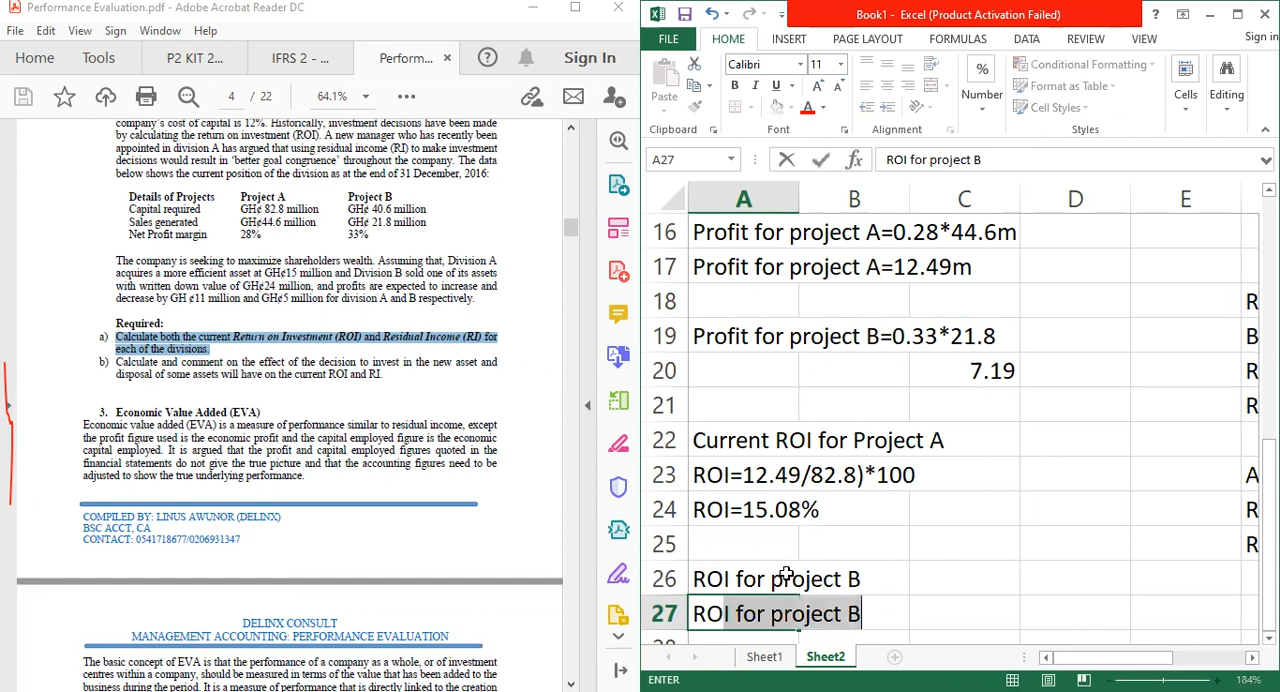 Performance Evaluation.pdf - Adobe Acrobat Reader DC
File Edit View Sign Window Help
Home Tools P2 KIT 2... IFRS 2 - ... Perform... × Sign In
4 / 22 64.1%
company's cost of capital is 12%. Historically, investment decisions have been made
by calculating the return on investment (ROI). A new manager who has recently been
appointed in division A has argued that using residual income (RI) to make investment
decisions would result in 'better goal congruence' throughout the company. The data
below shows the current position of the division as at the end of 31 December, 2016:
Details of Projects Project A Project B
Capital required GH¢ 82.8 million GH¢ 40.6 million
Sales generated GH¢44.6 million GH¢ 21.8 million
Net Profit margin 28% 33%
The company is seeking to maximize shareholders wealth. Assuming that, Division A
acquires a more efficient asset at GH¢15 million and Division B sold one of its assets
with written down value of GH¢24 million, and profits are expected to increase and
decrease by GH ¢11 million and GH¢5 million for division A and B respectively.
Required:
a) Calculate both the current Return on Investment (ROI) and Residual Income (RI) for
each of the divisions.
b) Calculate and comment on the effect of the decision to invest in the new asset and
disposal of some assets will have on the current ROI and RI.
3. Economic Value Added (EVA)
Economic value added (EVA) is a measure of performance similar to residual income, except
the profit figure used is the economic profit and the capital employed figure is the economic
capital employed. It is argued that the profit and capital employed figures quoted in the
financial statements do not give the true picture and that the accounting figures need to be
adjusted to show the true underlying performance.
COMPILED BY: LINUS AWUNOR (DELINX)
BSC ACCT, CA
CONTACT: 0541718677/0206931347
DELINX CONSULT
MANAGEMENT ACCOUNTING: PERFORMANCE EVALUATION
The basic concept of EVA is that the performance of a company as a whole, or of investment
centres within a company, should be measured in terms of the value that has been added to the
business during the period. It is a measure of performance that is directly linked to the creation
Book1 - Excel (Product Activation Failed)
FILE HOME INSERT PAGE LAYOUT FORMULAS DATA REVIEW VIEW Sign in
Calibri 11
Paste B I U A A A % Number Conditional Formatting Format as Table Cell Styles Cells Editing
Clipboard Font Alignment Styles
A27 fx ROI for project B
A B C D E
16 Profit for project A=0.28*44.6m
17 Profit for project A=12.49m
18 R
19 Profit for project B=0.33*21.8 B
20 7.19 R
21 R
22 Current ROI for Project A
23 ROI=12.49/82.8)*100 A
24 ROI=15.08% R
25 R
26 ROI for project B
27 ROI for project B
Sheet1 Sheet2
ENTER 184%